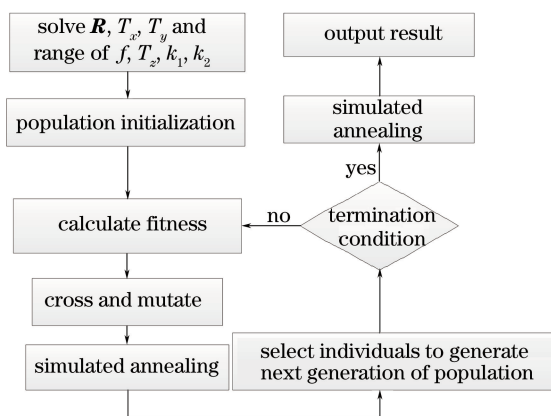 solve R, Tx, Ty and
range of f, Tz, k1, k2
population initialization
calculate fitness
cross and mutate
simulated annealing
output result
simulated
annealing
yes
no
termination
condition
select individuals to generate
next generation of population